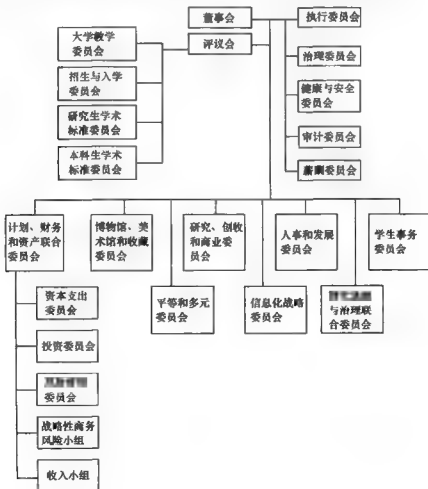 董事会
评议会
大学教学
委员会
招生与入学
委员会
研究生学术
标准委员会
本科生学术
标准委员会
执行委员会
治理委员会
健康与安全
委员会
审计委员会
薪酬委员会
计划、财务
和资产联合
委员会
博物馆、美
术馆和收藏
委员会
研究、创收
和商业委
员会
人事和发展
委员会
学生事务
委员会
平等和多元
委员会
信息化战略
委员会
与治理联
合委员会
资本支出
委员会
投资委员会
委员会
战略性商务
风险小组
收入小组